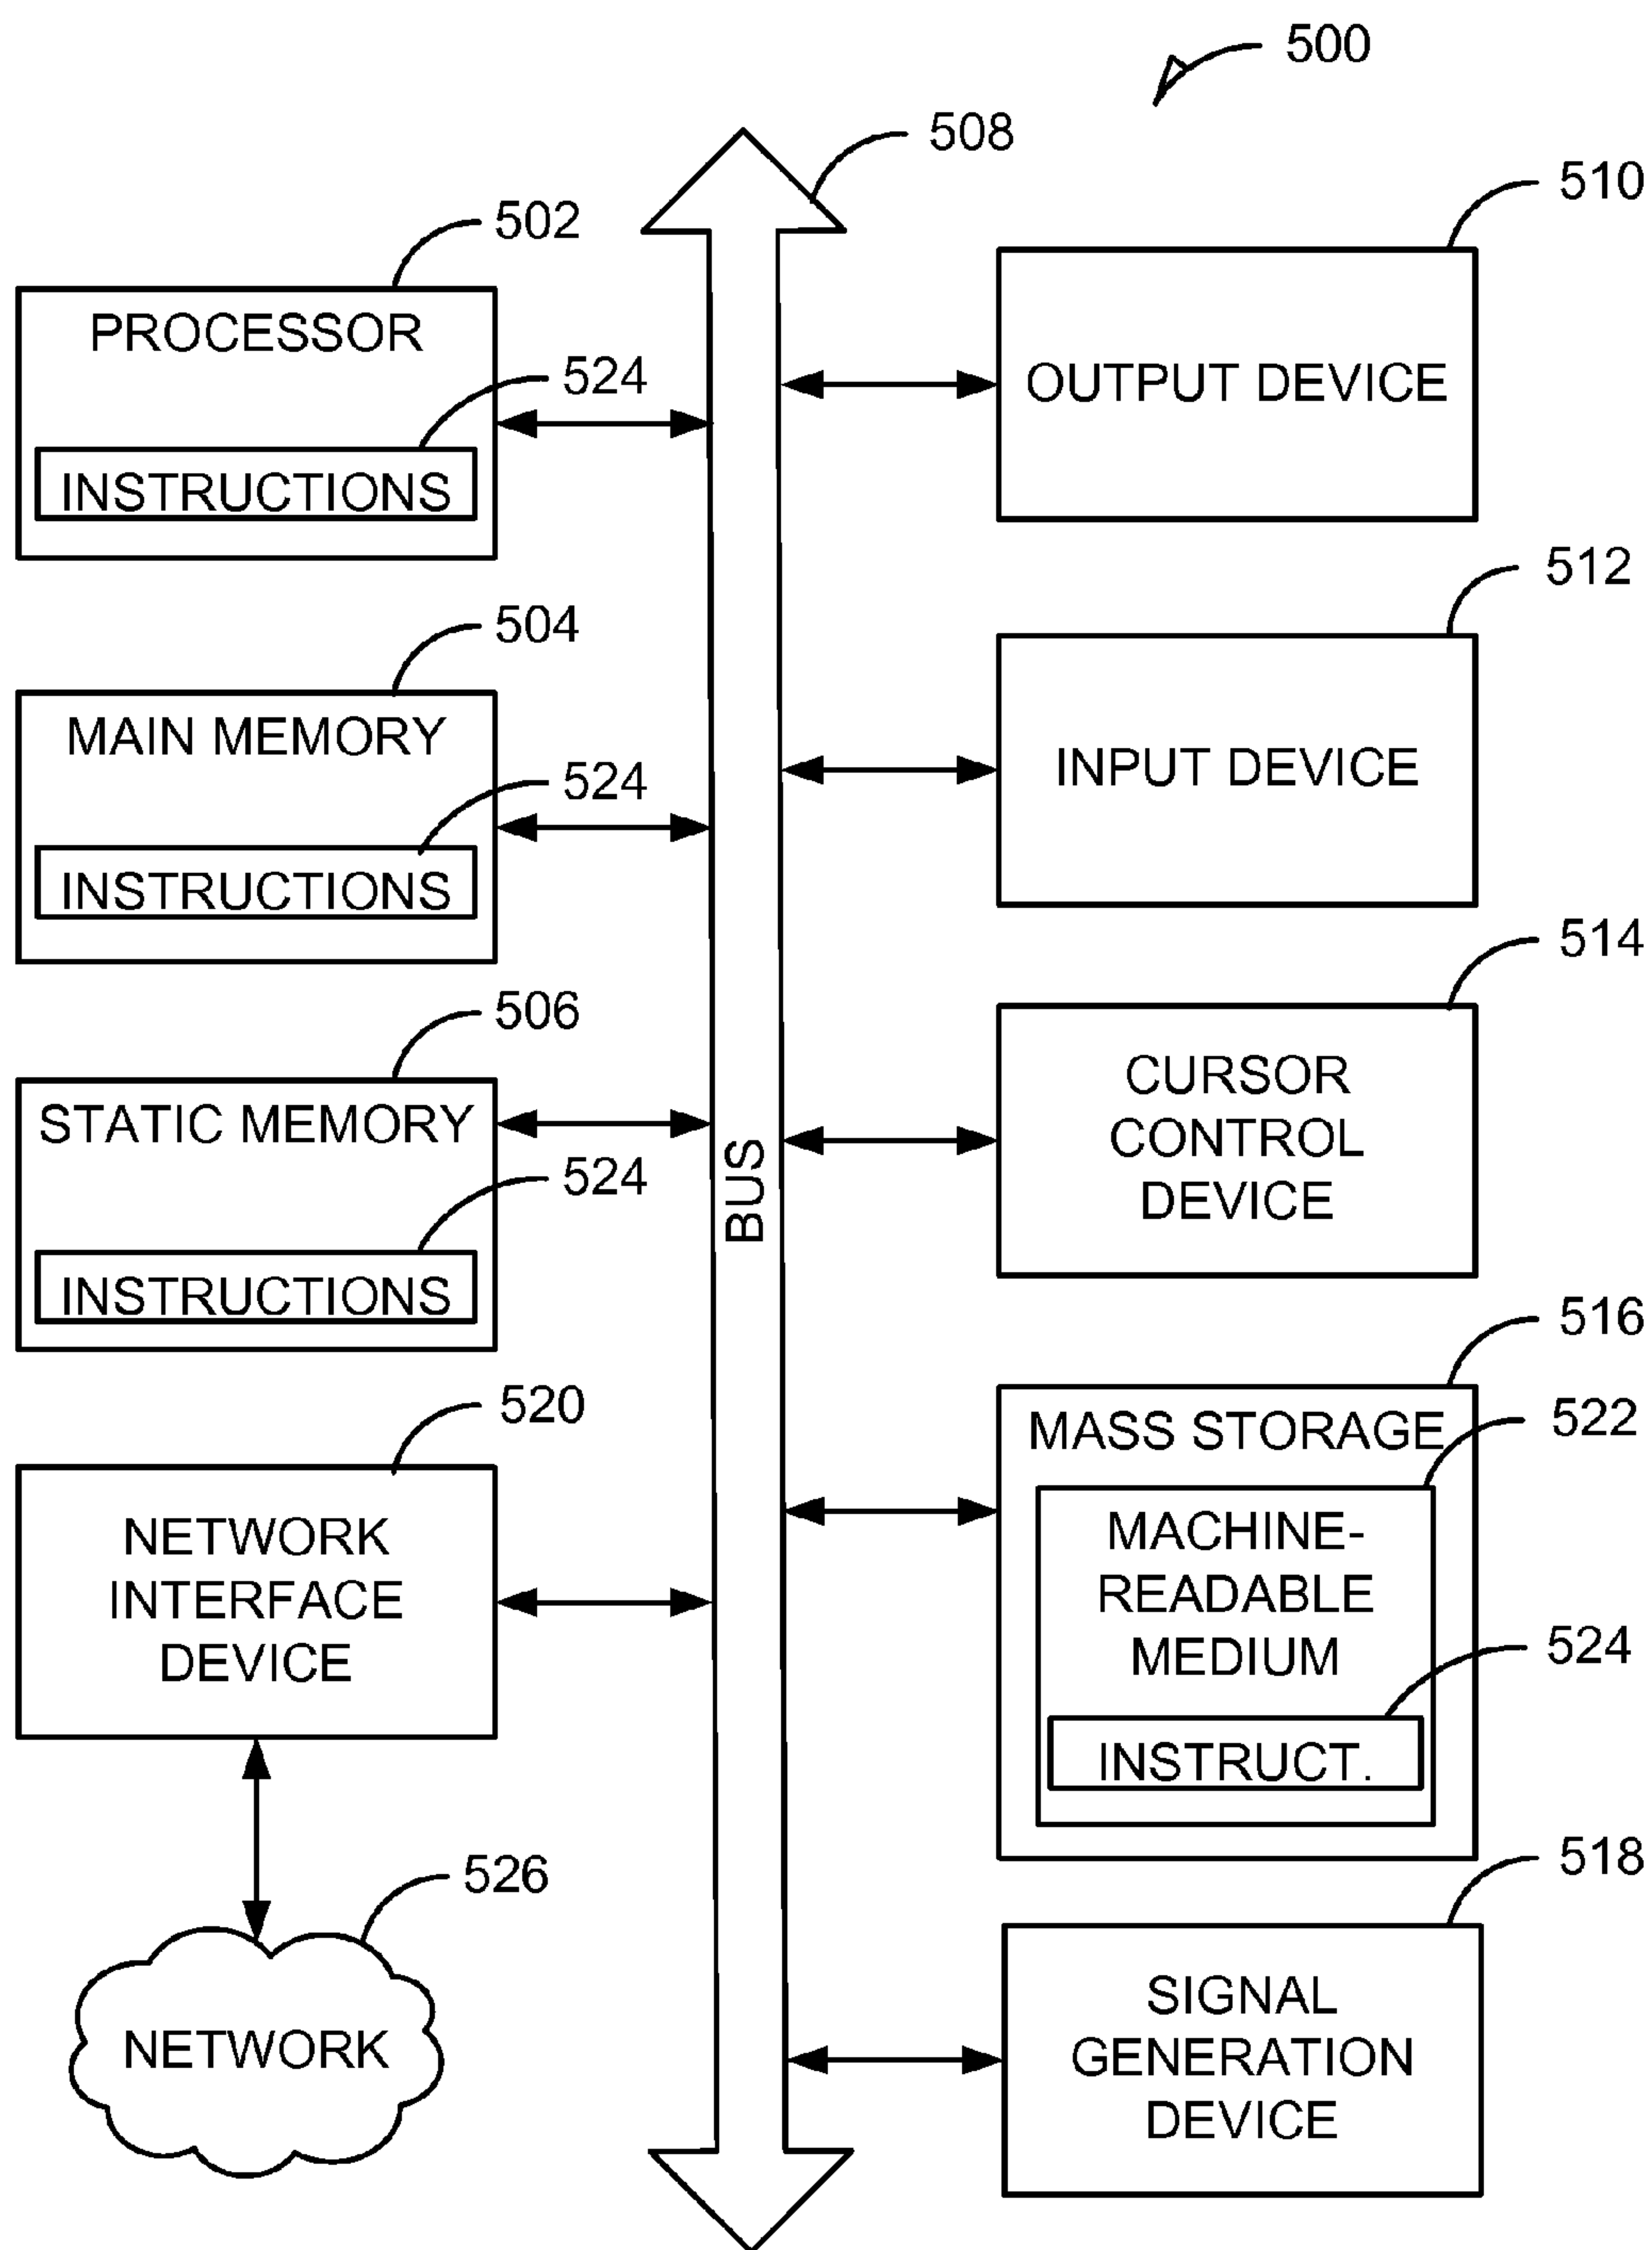 500
508
510
502
PROCESSOR
524
INSTRUCTIONS
OUTPUT DEVICE
512
504
MAIN MEMORY
524
INSTRUCTIONS
INPUT DEVICE
514
506
STATIC MEMORY
524
INSTRUCTIONS
BUS
CURSOR
CONTROL
DEVICE
516
520
NETWORK
INTERFACE
DEVICE
MASS STORAGE
522
MACHINE-
READABLE
MEDIUM
524
INSTRUCT.
526
NETWORK
518
SIGNAL
GENERATION
DEVICE